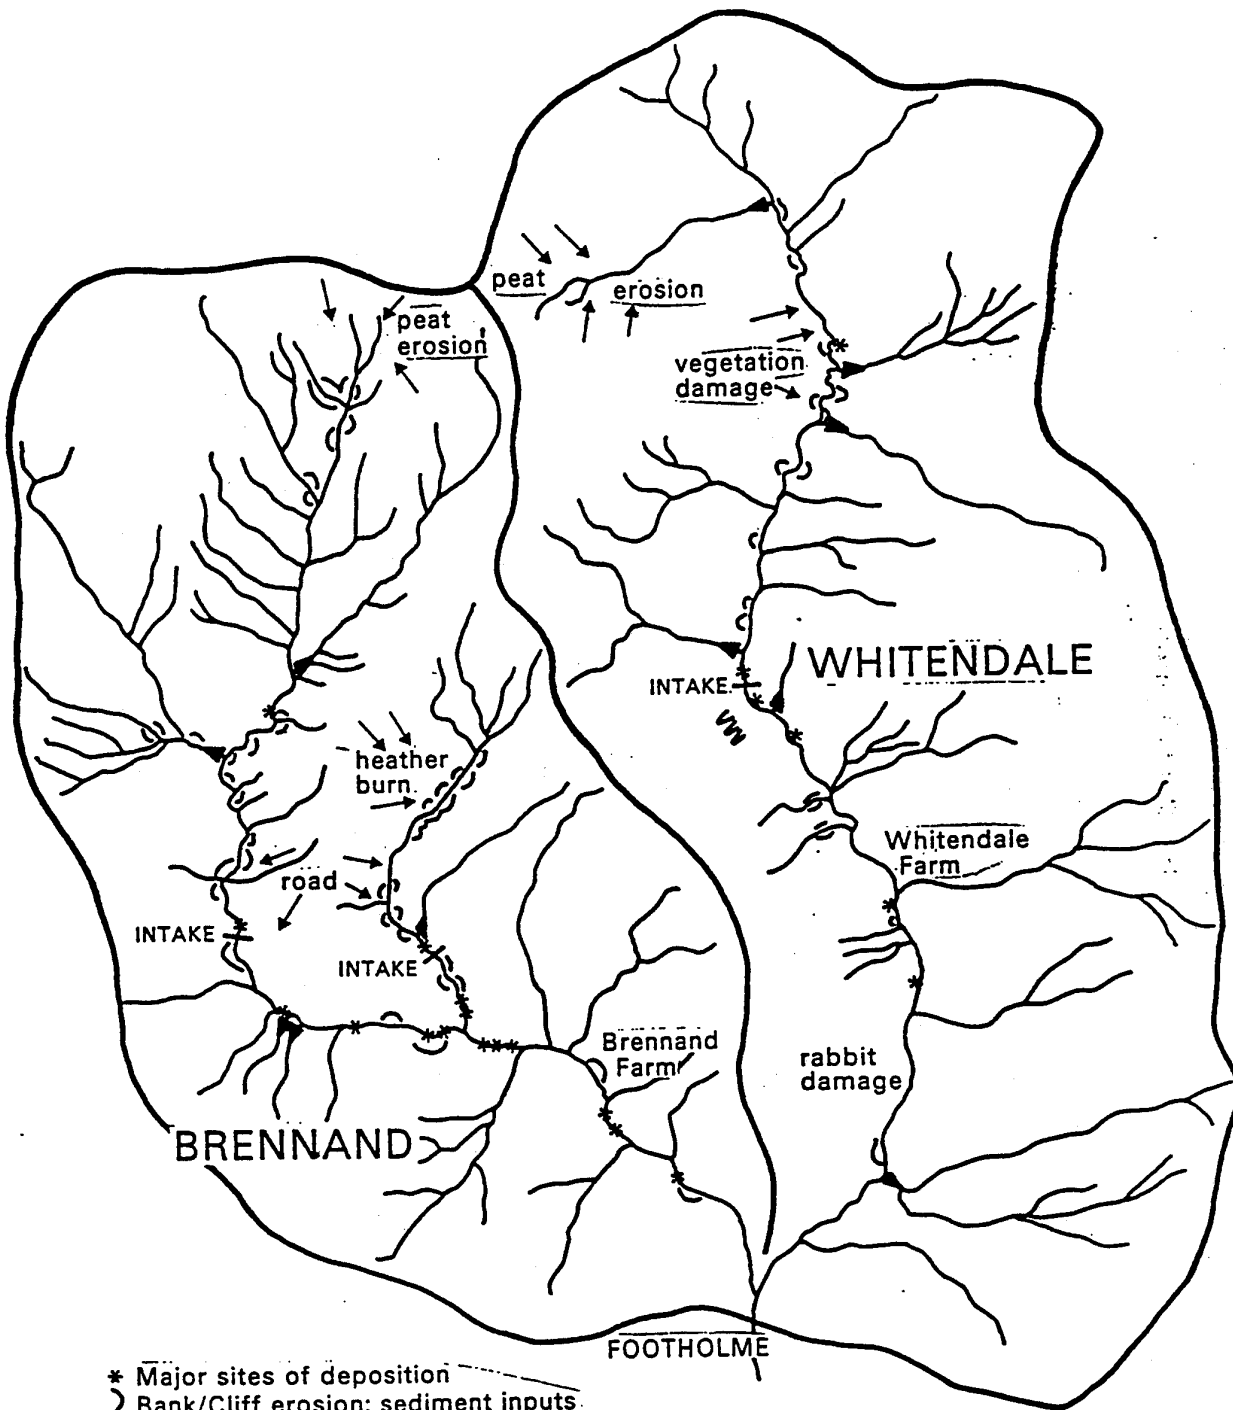 peat
erosion
peat
erosion
vegetation
damage
WHITENDALE
INTAKE
heather
burn
Whitendale
Farm
road
INTAKE
INTAKE
Brennand
Farm
rabbit
damage
BRENNAND
FOOTHOLME
* Major sites of deposition
Bank/Cliff erosion: sediment inputs